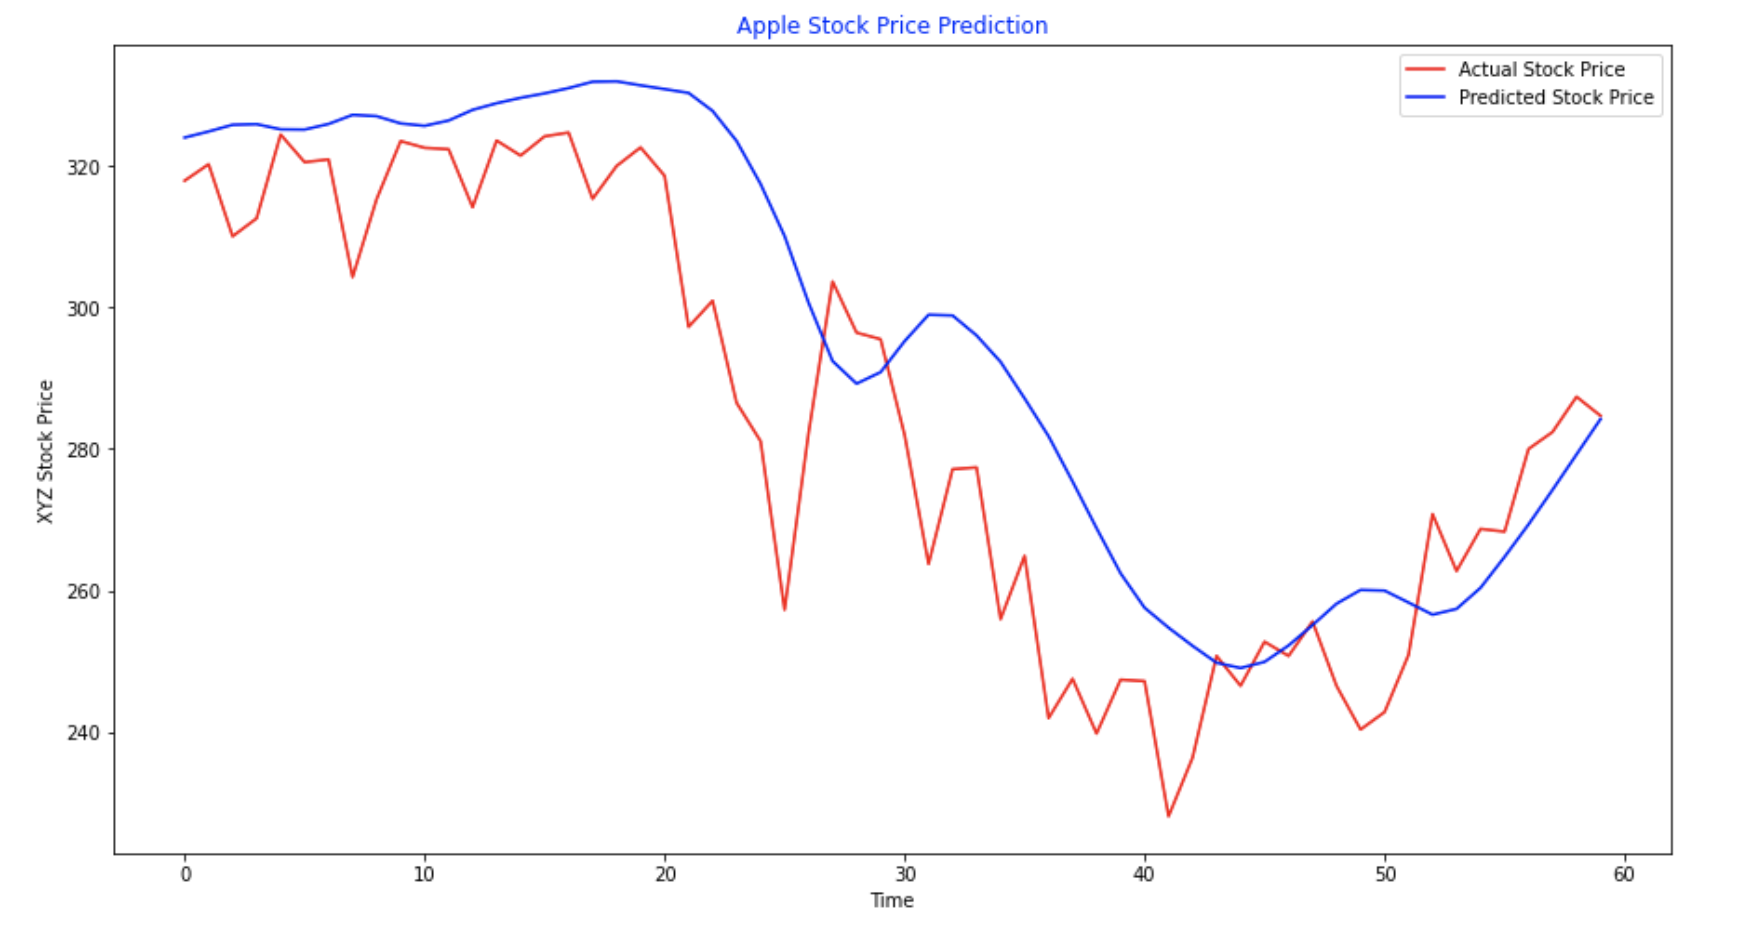 Apple Stock Price Prediction
Actual Stock Price
Predicted Stock Price
320
300
280
260
240
XYZ Stock Price
0 10 20 30 40 50 60
Time